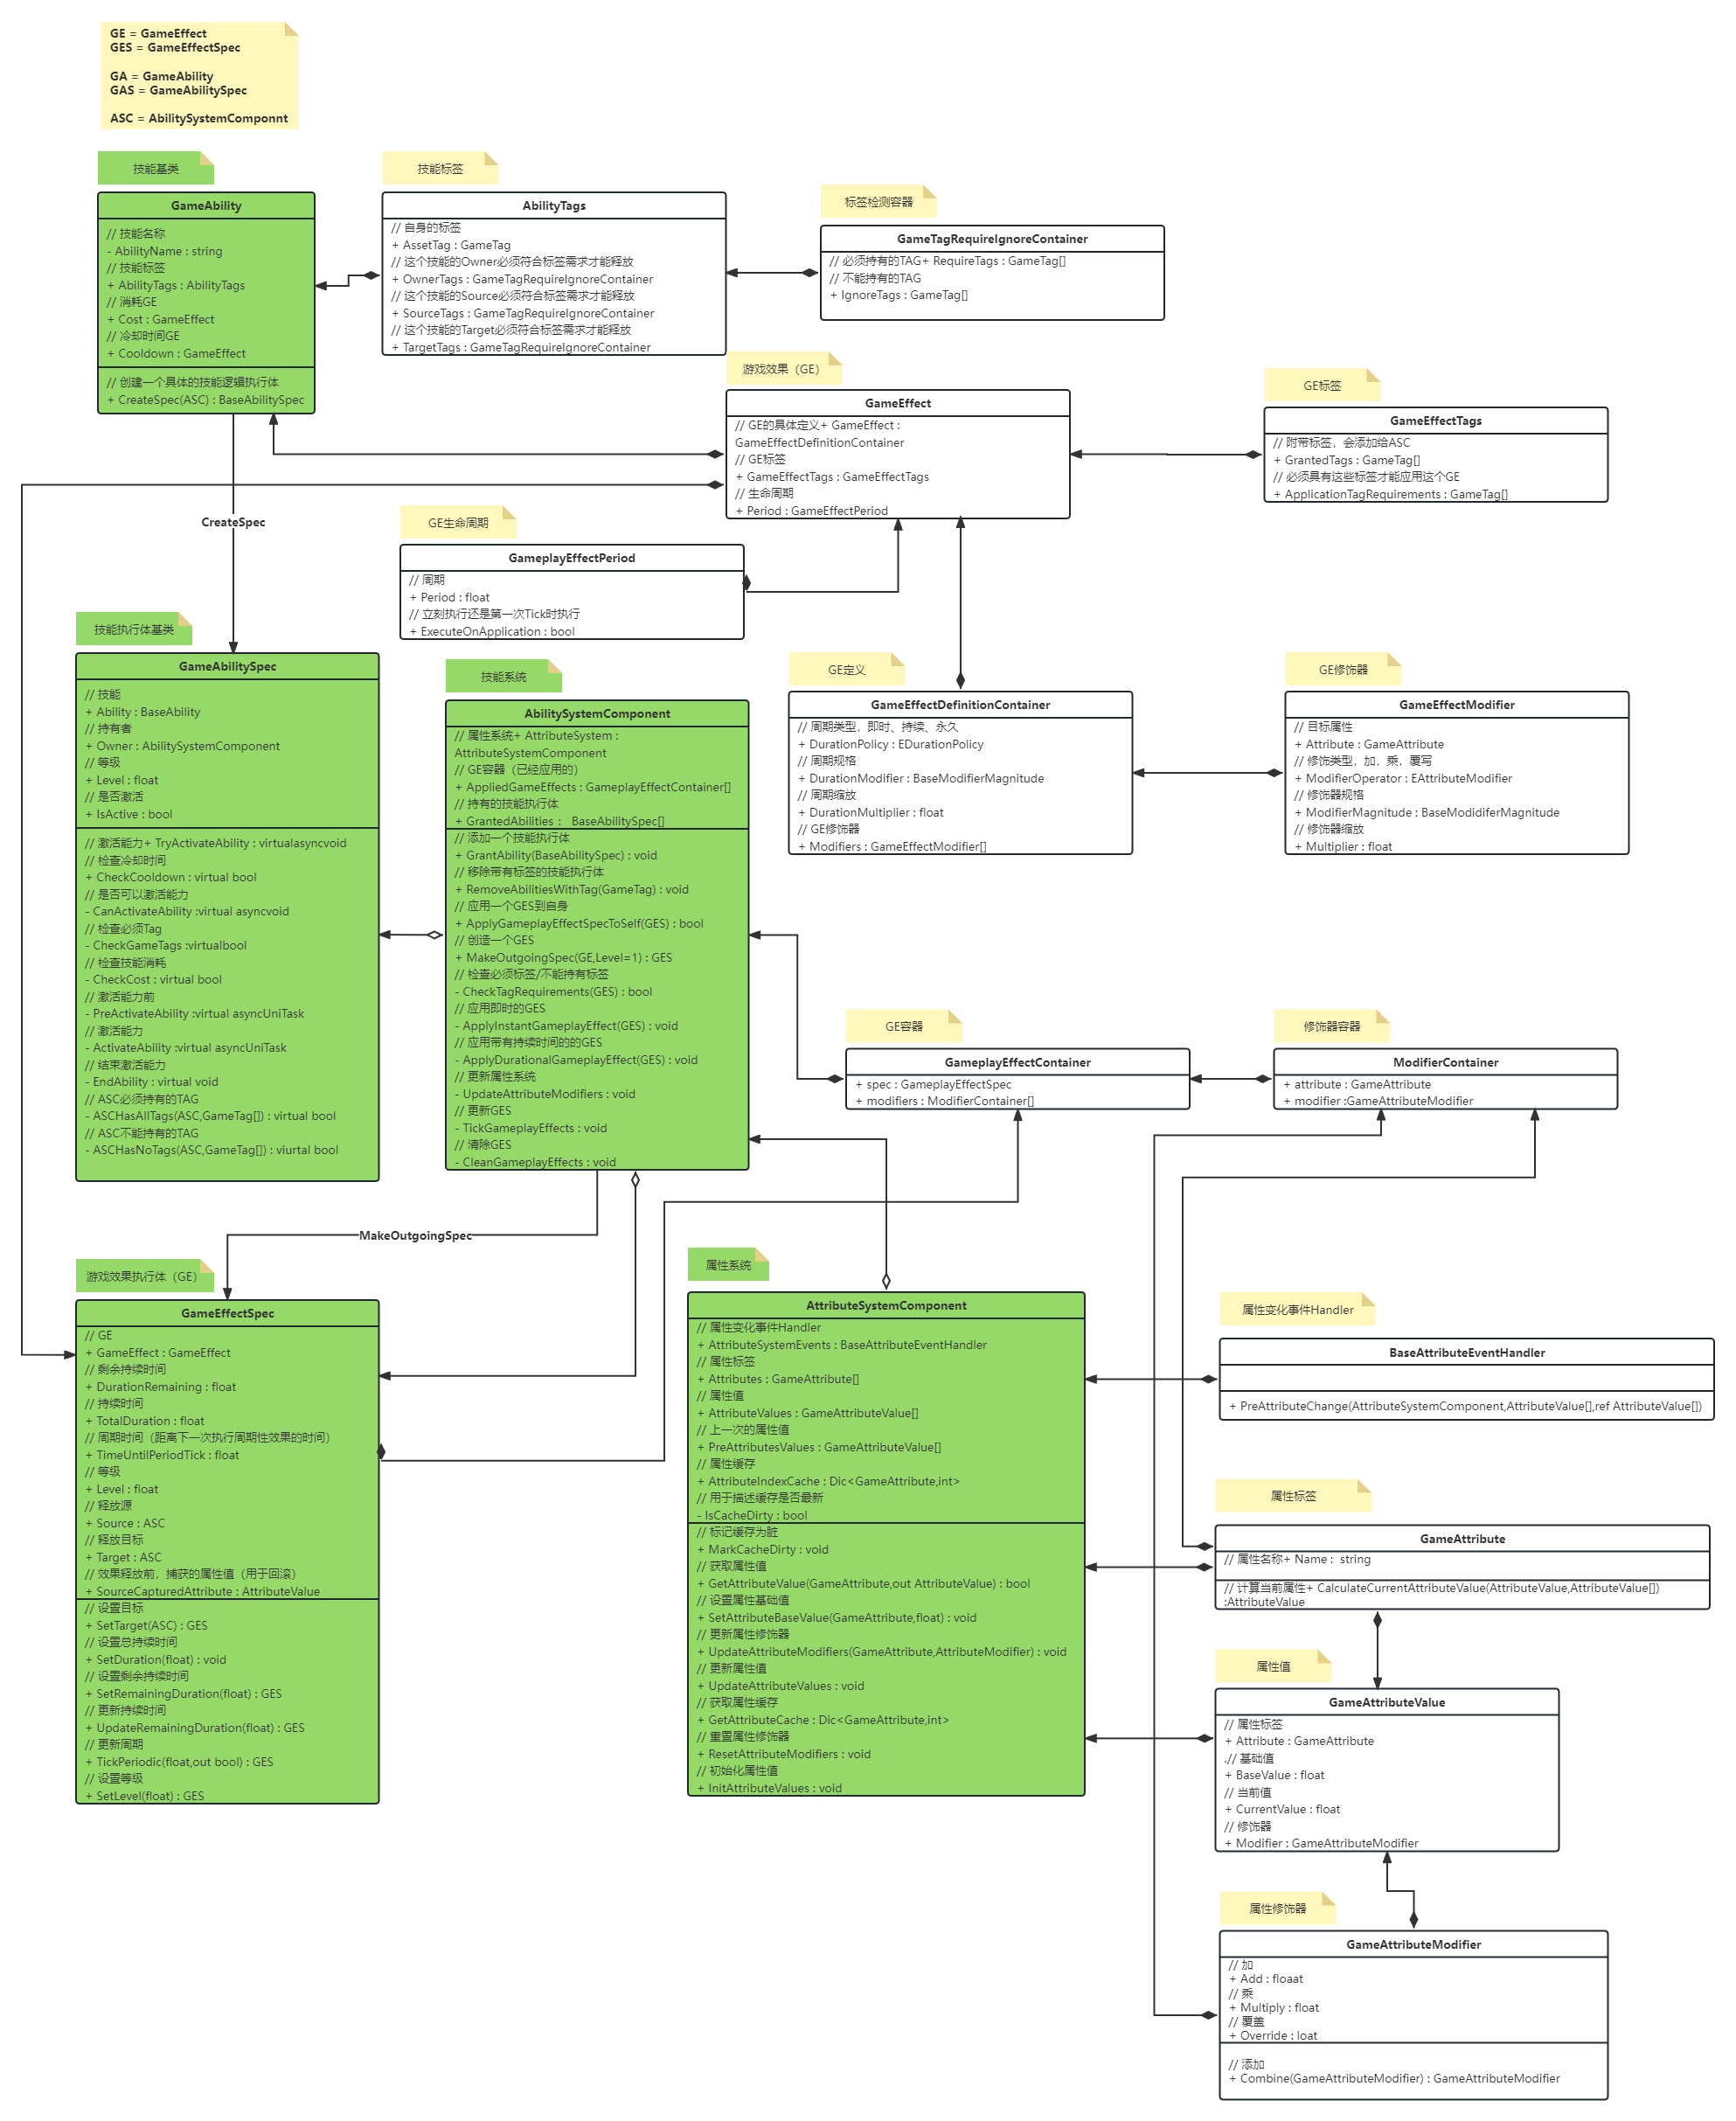 GE = GameEffect
GES = GameEffectSpec
GA = GameAbility
GAS = GameAbilitySpec
ASC = AbilitySystemComponnt
技能基类
GameAbility
// 技能名称
- AbilityName : string
// 技能标签
+ AbilityTags : AbilityTags
// 消耗GE
+ Cost : GameEffect
// 冷却时间GE
+ Cooldown : GameEffect
// 创建一个具体的技能逻辑执行体
+ CreateSpec(ASC) : BaseAbilitySpec
技能标签
AbilityTags
// 自身的标签
+ AssetTag : GameTag
// 这个技能的Owner必须符合标签需求才能释放
+ OwnerTags : GameTagRequireIgnoreContainer
// 这个技能的Source必须符合标签需求才能释放
+ SourceTags : GameTagRequireIgnoreContainer
// 这个技能的Target必须符合标签需求才能释放
+ TargetTags : GameTagRequireIgnoreContainer
标签检测容器
GameTagRequireIgnoreContainer
// 必须持有的TAG+ RequireTags : GameTag[]
// 不能持有的TAG
+ IgnoreTags : GameTag[]
游戏效果（GE）
GameEffect
// GE的具体定义+ GameEffect :
GameEffectDefinitionContainer
// GE标签
+ GameEffectTags : GameEffectTags
// 生命周期
+ Period : GameEffectPeriod
GE标签
GameEffectTags
// 附带标签，会添加给ASC
+ GrantedTags : GameTag[]
// 必须具有这些标签才能应用这个GE
+ ApplicationTagRequirements : GameTag[]
CreateSpec
GE生命周期
GameplayEffectPeriod
// 周期
+ Period : float
// 立刻执行还是第一次Tick时执行
+ ExecuteOnApplication : bool
技能执行体基类
GameAbilitySpec
// 技能
+ Ability : BaseAbility
// 持有者
+ Owner : AbilitySystemComponent
// 等级
+ Level : float
// 是否激活
+ IsActive : bool
// 激活能力+ TryActivateAbility : virtualasyncvoid
// 检查冷却时间
+ CheckCooldown : virtual bool
// 是否可以激活能力
- CanActivateAbility :virtual asyncvoid
// 检查必须Tag
- CheckGameTags :virtualbool
// 检查技能消耗
- CheckCost : virtual bool
// 激活能力前
- PreActivateAbility :virtual asyncUniTask
// 激活能力
- ActivateAbility :virtual asyncUniTask
// 结束激活能力
- EndAbility : virtual void
// ASC必须持有的TAG
- ASCHasAllTags(ASC,GameTag[]) : virtual bool
// ASC不能持有的TAG
- ASCHasNoTags(ASC,GameTag[]) : viurtal bool
技能系统
AbilitySystemComponent
// 属性系统+ AttributeSystem :
AttributeSystemComponent
// GE容器（已经应用的）
+ AppliedGameEffects : GameplayEffectContainer[]
// 持有的技能执行体
+ GrantedAbilities :   BaseAbilitySpec[]
// 添加一个技能执行体
+ GrantAbility(BaseAbilitySpec) : void
// 移除带有标签的技能执行体
+ RemoveAbilitiesWithTag(GameTag) : void
// 应用一个GES到自身
+ ApplyGameplayEffectSpecToSelf(GES) : bool
// 创造一个GES
+ MakeOutgoingSpec(GE,Level=1) : GES
// 检查必须标签/不能持有标签
- CheckTagRequirements(GES) : bool
// 应用即时的GES
- ApplyInstantGameplayEffect(GES) : void
// 应用带有持续时间的的GES
- ApplyDurationalGameplayEffect(GES) : void
// 更新属性系统
- UpdateAttributeModifiers : void
// 更新GES
- TickGameplayEffects : void
// 清除GES
- CleanGameplayEffects : void
GE定义
GameEffectDefinitionContainer
// 周期类型，即时、持续、永久
+ DurationPolicy : EDurationPolicy
// 周期规格
+ DurationModifier : BaseModifierMagnitude
// 周期缩放
+ DurationMultiplier : float
// GE修饰器
+ Modifiers : GameEffectModifier[]
GE修饰器
GameEffectModifier
// 目标属性
+ Attribute : GameAttribute
// 修饰类型，加，乘，覆写
+ ModifierOperator : EAttributeModifier
// 修饰器规格
+ ModifierMagnitude : BaseModidiferMagnitude
// 修饰器缩放
+ Multiplier : float
GE容器
GameplayEffectContainer
+ spec : GameplayEffectSpec
+ modifiers : ModifierContainer[]
修饰器容器
ModifierContainer
+ attribute : GameAttribute
+ modifier :GameAttributeModifier
MakeOutgoingSpec
游戏效果执行体（GE）
GameEffectSpec
// GE
+ GameEffect : GameEffect
// 剩余持续时间
+ DurationRemaining : float
// 持续时间
+ TotalDuration : float
// 周期时间（距离下一次执行周期性效果的时间）
+ TimeUntilPeriodTick : float
// 等级
+ Level : float
// 释放源
+ Source : ASC
// 释放目标
+ Target : ASC
// 效果释放前，捕获的属性值（用于回滚）
+ SourceCapturedAttribute : AttributeValue
// 设置目标
+ SetTarget(ASC) : GES
// 设置总持续时间
+ SetDuration(float) : void
// 设置剩余持续时间
+ SetRemainingDuration(float) : GES
// 更新持续时间
+ UpdateRemainingDuration(float) : GES
// 更新周期
+ TickPeriodic(float,out bool) : GES
// 设置等级
+ SetLevel(float) : GES
属性系统
AttributeSystemComponent
// 属性变化事件Handler
+ AttributeSystemEvents : BaseAttributeEventHandler
// 属性标签
+ Attributes : GameAttribute[]
// 属性值
+ AttributeValues : GameAttributeValue[]
// 上一次的属性值
+ PreAttributesValues : GameAttributeValue[]
// 属性缓存
+ AttributeIndexCache : Dic<GameAttribute,int>
// 用于描述缓存是否最新
- IsCacheDirty : bool
// 标记缓存为脏
+ MarkCacheDirty : void
// 获取属性值
+ GetAttributeValue(GameAttribute,out AttributeValue) : bool
// 设置属性基础值
+ SetAttributeBaseValue(GameAttribute,float) : void
// 更新属性修饰器
+ UpdateAttributeModifiers(GameAttribute,AttributeModifier) : void
// 更新属性值
+ UpdateAttributeValues : void
// 获取属性缓存
+ GetAttributeCache : Dic<GameAttribute,int>
// 重置属性修饰器
+ ResetAttributeModifiers : void
// 初始化属性值
+ InitAttributeValues : void
属性变化事件Handler
BaseAttributeEventHandler
+ PreAttributeChange(AttributeSystemComponent,AttributeValue[],ref AttributeValue[])
属性标签
GameAttribute
// 属性名称+ Name :  string
// 计算当前属性+ CalculateCurrentAttributeValue(AttributeValue,AttributeValue[])
:AttributeValue
属性值
GameAttributeValue
// 属性标签
+ Attribute : GameAttribute
.// 基础值
+ BaseValue : float
// 当前值
+ CurrentValue : float
// 修饰器
+ Modifier : GameAttributeModifier
属性修饰器
GameAttributeModifier
// 加
+ Add : floaat
// 乘
+ Multiply : float
// 覆盖
+ Override : loat
// 添加
+ Combine(GameAttributeModifier) : GameAttributeModifier